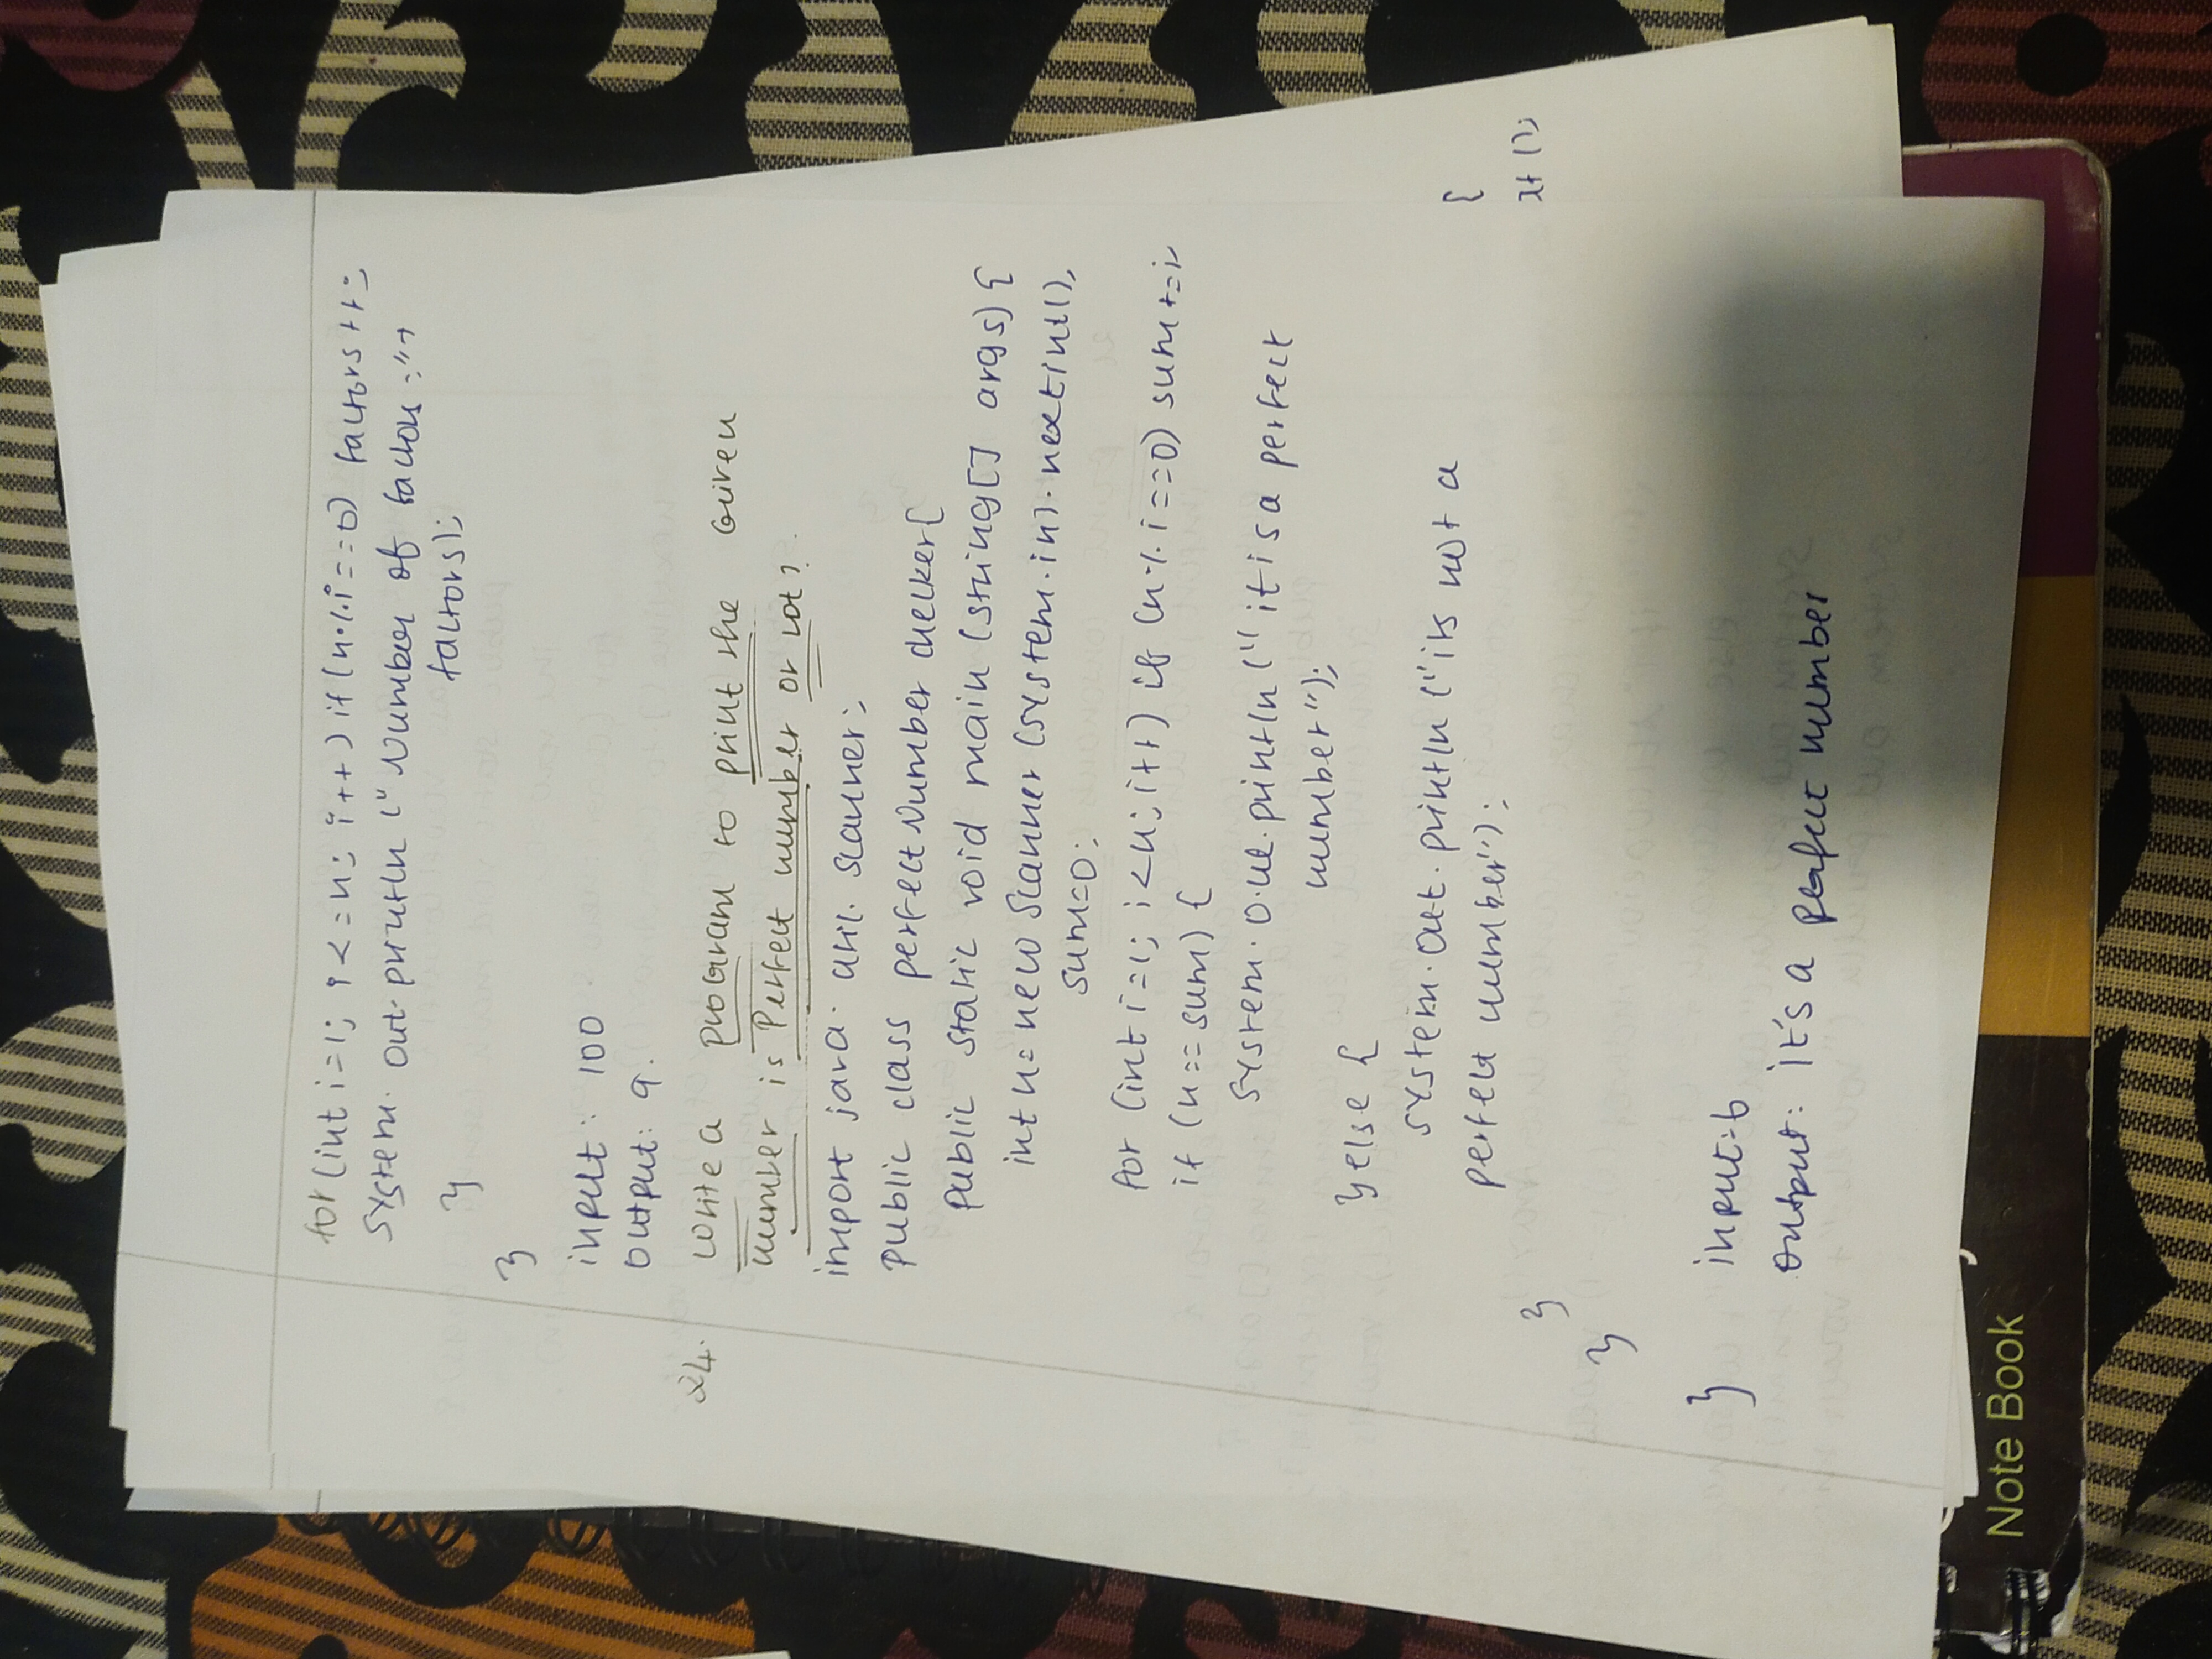 for (int i=1; i<=n; i++) if (n%i==0) factors++;
System.out.println ("Number of factors:"+
factors);
}
}
input: 100
output: 9.
24. Write a program to print the Given
number is Perfect number or not?
import java.util.scanner;
public class perfectNumber checker{
public static void main (string[] args) {
int n= new Scanner (system.in).nextint(),
sum=0;
for (int i=1; i<n; i++) if (n%i==0) sum+=i
if (n==sum) {
system.out.println ("it is a perfect
number");
}else {
system.out.println ("its not a
perfect number");
{
xt();
}
}
} input:6
output: it's a perfect number
Note Book